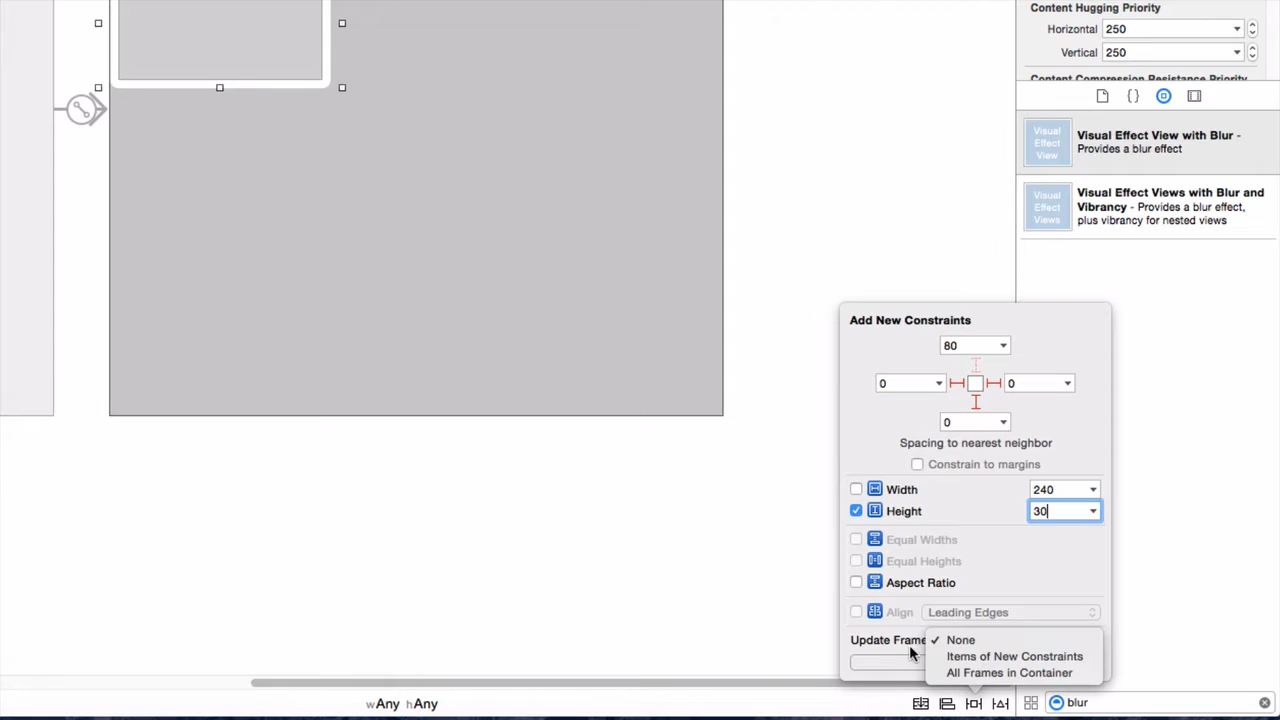 Content Hugging Priority
Horizontal 250
Vertical 250
Content Compression Resistance Priority
Visual Effect View
Visual Effect View with Blur - Provides a blur effect
Visual Effect Views
Visual Effect Views with Blur and Vibrancy - Provides a blur effect, plus vibrancy for nested views
Add New Constraints
80
0 0
0
Spacing to nearest neighbor
Constrain to margins
Width 240
Height 30
Equal Widths
Equal Heights
Aspect Ratio
Align Leading Edges
Update Frame
None
Items of New Constraints
All Frames in Container
wAny hAny
blur